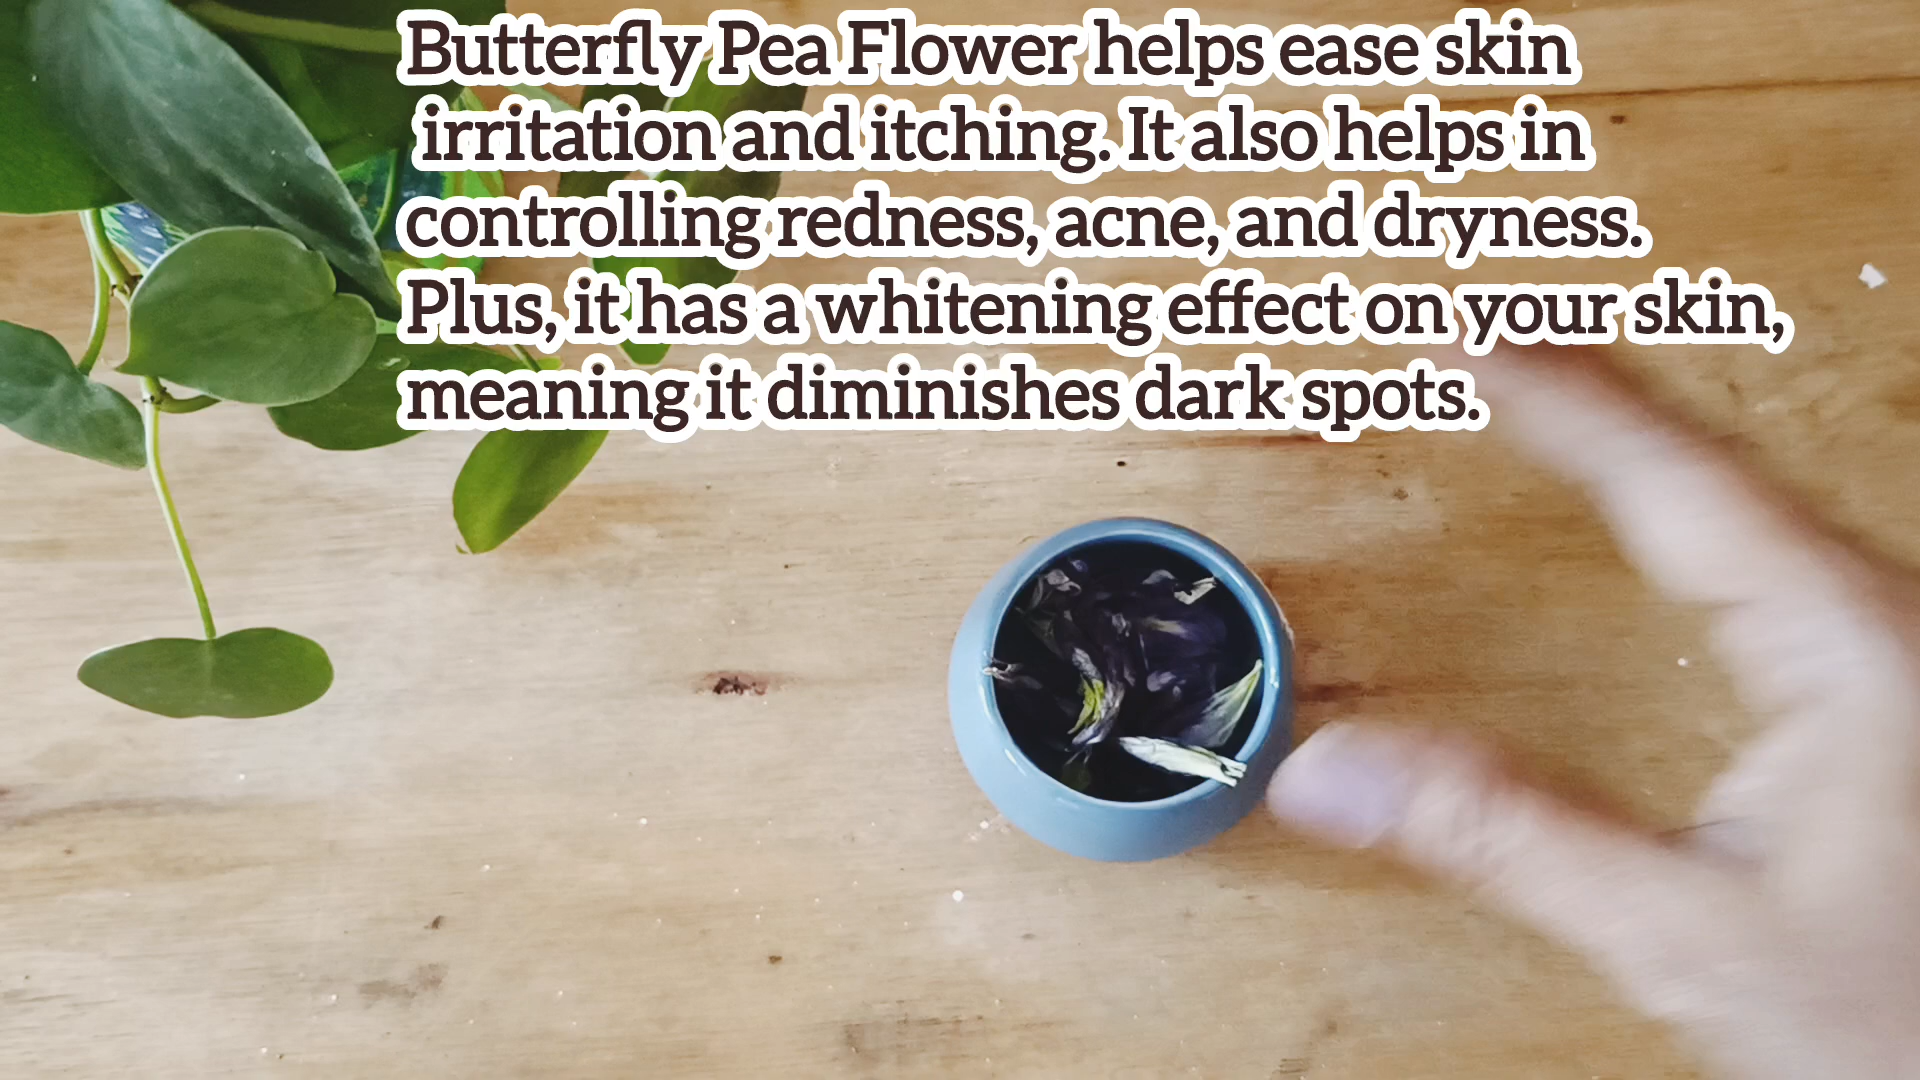 Butterfly Pea Flower helps ease skin
irritation and itching. It also helps in
controlling redness, acne, and dryness.
Plus, it has a whitening effect on your skin,
meaning it diminishes dark spots.